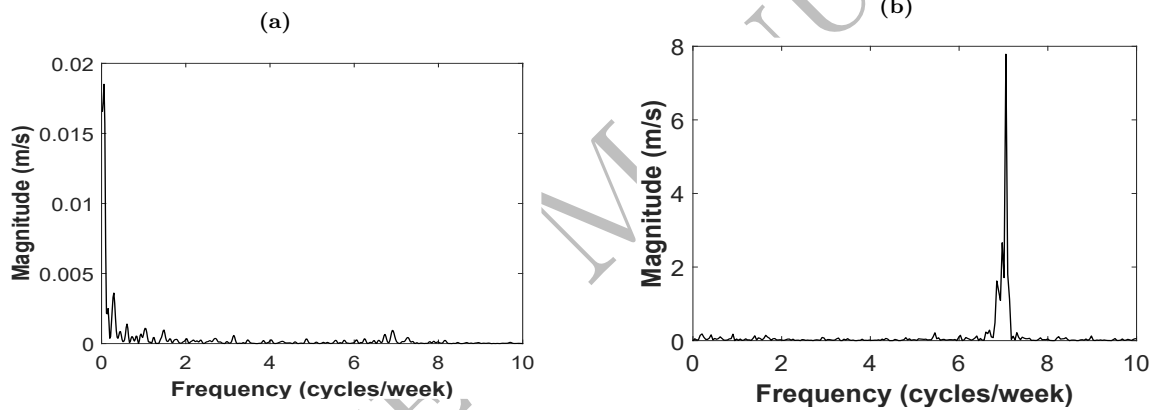 (a)
(b)
0.02
0.015
0.01
0.005
0
Magnitude (m/s)
0 2 4 6 8 10
Frequency (cycles/week)
8
6
4
2
0
Magnitude (m/s)
0 2 4 6 8 10
Frequency (cycles/week)